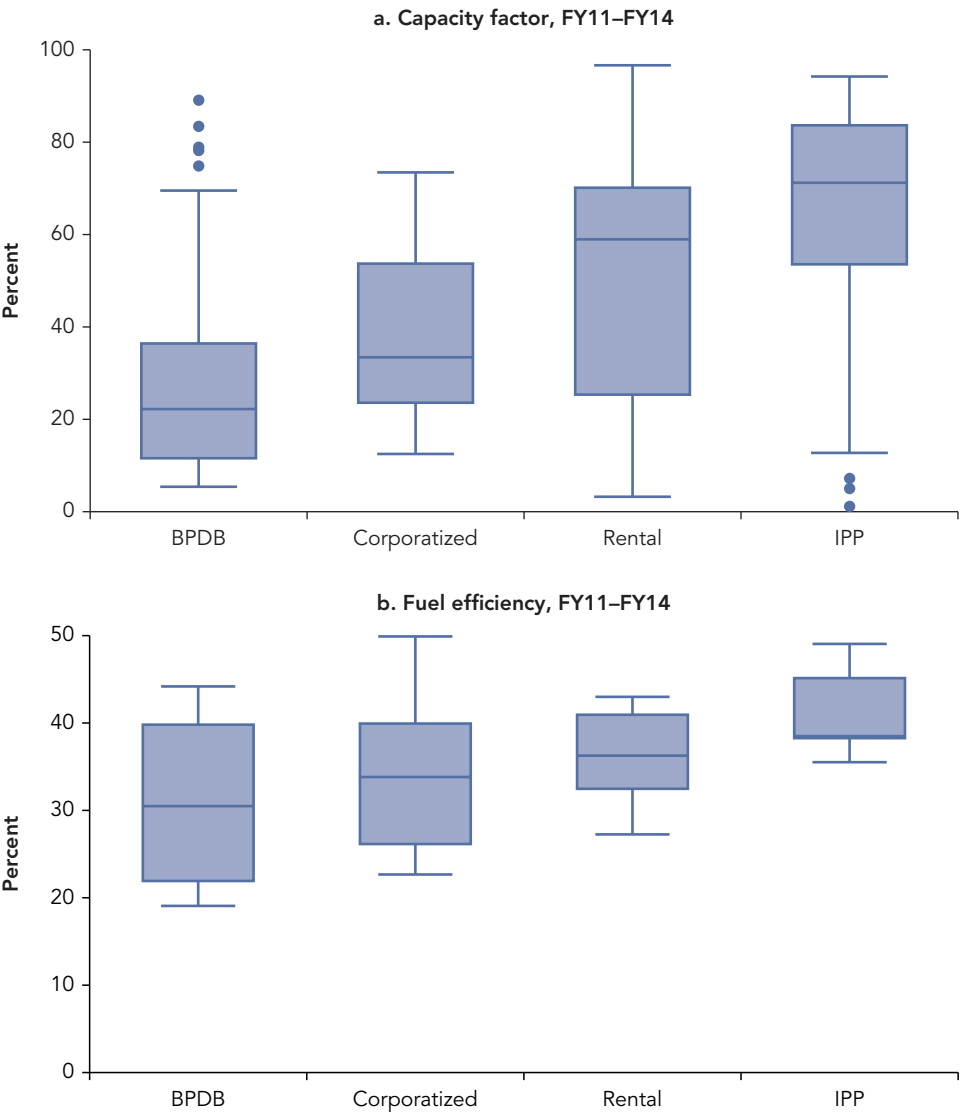 a. Capacity factor, FY11–FY14
100
80
60
40
20
0
Percent
BPDB Corporatized Rental IPP
b. Fuel efficiency, FY11–FY14
50
40
30
20
10
0
Percent
BPDB Corporatized Rental IPP